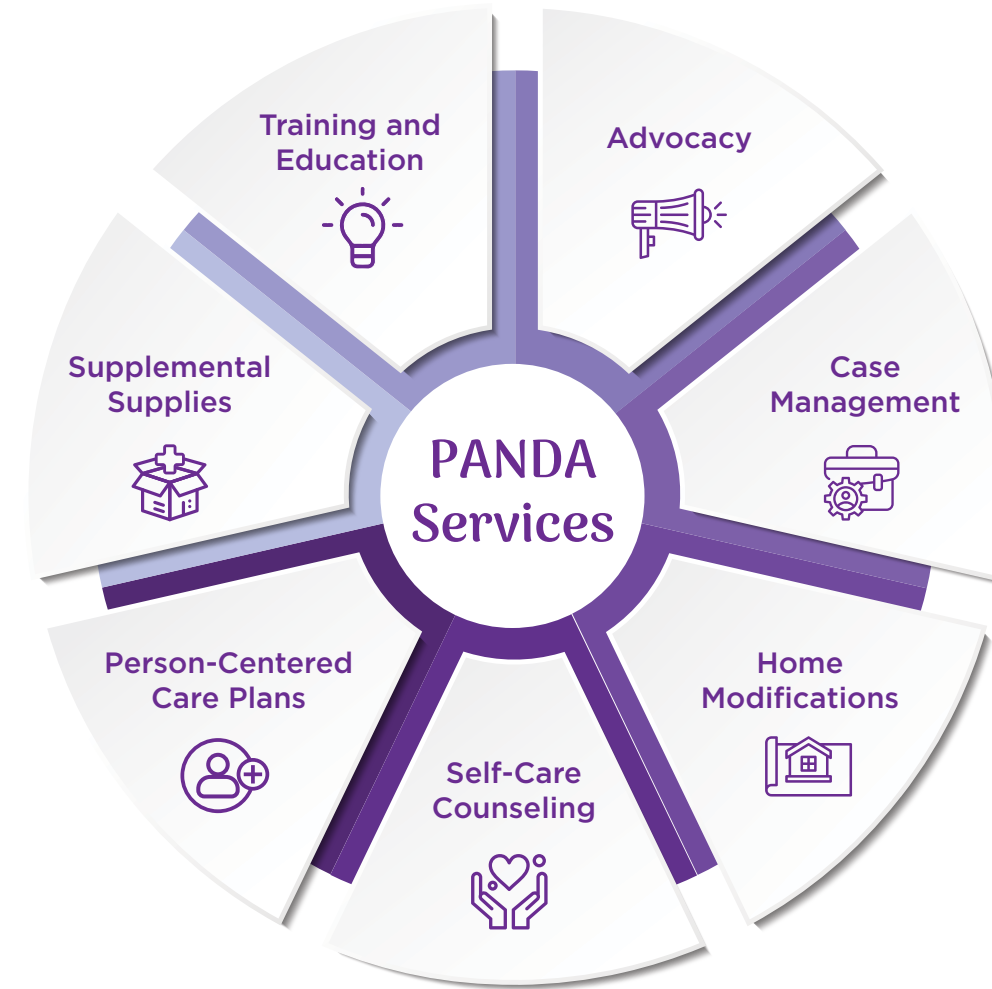 PANDA
Services
Advocacy
Case
Management
Home
Modifications
Self-Care
Counseling
Person-Centered
Care Plans
Supplemental
Supplies
Training and
Education